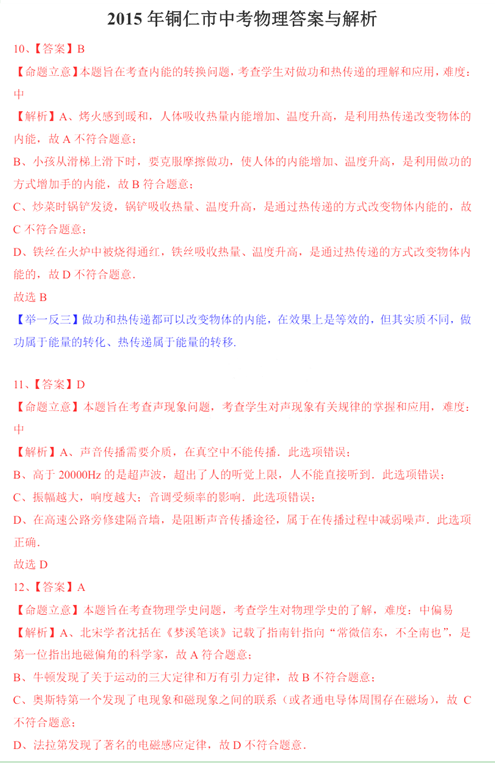 2015 年铜仁市中考物理答案与解析
10、【答案】B
【命题立意】本题旨在考查内能的转换问题，考查学生对做功和热传递的理解和应用，难度：
中
【解析】A、烤火感到暖和，人体吸收热量内能增加、温度升高，是利用热传递改变物体的
内能，故 A 不符合题意；
B、小孩从滑梯上滑下时，要克服摩擦做功，使人体的内能增加、温度升高，是利用做功的
方式增加手的内能，故 B 符合题意；
C、炒菜时锅铲发烫，锅铲吸收热量、温度升高，是通过热传递的方式改变物体内能的，故
C 不符合题意；
D、铁丝在火炉中被烧得通红，铁丝吸收热量、温度升高，是通过热传递的方式改变物体内
能的，故 D 不符合题意．
故选 B
【举一反三】做功和热传递都可以改变物体的内能，在效果上是等效的，但其实质不同，做
功属于能量的转化、热传递属于能量的转移.
11、【答案】D
【命题立意】本题旨在考查声现象问题，考查学生对声现象有关规律的掌握和应用，难度：
中
【解析】A、声音传播需要介质，在真空中不能传播．此选项错误；
B、高于 20000Hz 的是超声波，超出了人的听觉上限，人不能直接听到．此选项错误；
C、振幅越大，响度越大；音调受频率的影响．此选项错误；
D、在高速公路旁修建隔音墙，是阻断声音传播途径，属于在传播过程中减弱噪声．此选项
正确．
故选 D
12、【答案】A
【命题立意】本题旨在考查物理学史问题，考查学生对物理学史的了解，难度：中偏易
【解析】A、北宋学者沈括在《梦溪笔谈》记载了指南针指向“常微信东，不全南也”，是
第一位指出地磁偏角的科学家，故 A 符合题意；
B、牛顿发现了关于运动的三大定律和万有引力定律，故 B 不符合题意；
C、奥斯特第一个发现了电现象和磁现象之间的联系（或者通电导体周围存在磁场），故 C
不符合题意；
D、法拉第发现了著名的电磁感应定律，故 D 不符合题意．